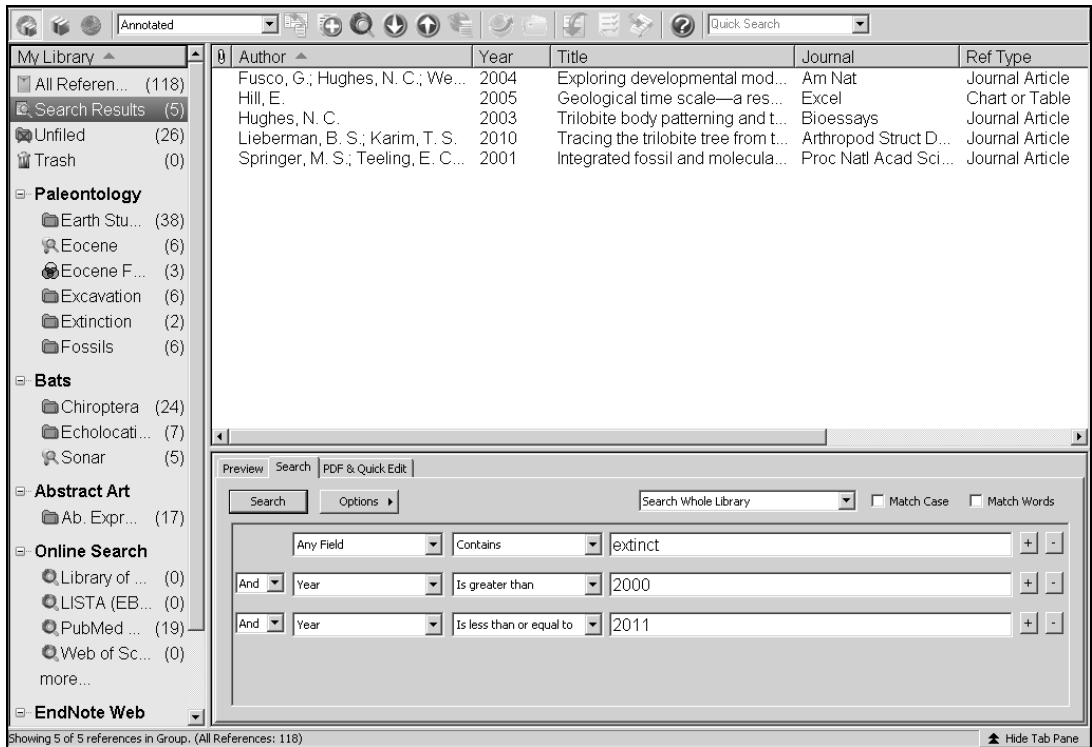 Annotated Quick Search
My Library Author Year Title Journal Ref Type
All Referen... (118)
Search Results (5)
Unfiled (26)
Trash (0)
Paleontology
Earth Stu... (38)
Eocene (6)
Eocene F... (3)
Excavation (6)
Extinction (2)
Fossils (6)
Bats
Chiroptera (24)
Echolocati... (7)
Sonar (5)
Abstract Art
Ab. Expr... (17)
Online Search
Library of ... (0)
LISTA (EB... (0)
PubMed ... (19)
Web of Sc... (0)
more...
EndNote Web
Fusco, G.; Hughes, N. C.; We... 2004 Exploring developmental mod... Am Nat Journal Article
Hill, E. 2005 Geological time scale—a res... Excel Chart or Table
Hughes, N. C. 2003 Trilobite body patterning and t... Bioessays Journal Article
Lieberman, B. S.; Karim, T. S. 2010 Tracing the trilobite tree from t... Arthropod Struct D... Journal Article
Springer, M. S.; Teeling, E. C... 2001 Integrated fossil and molecula... Proc Natl Acad Sci... Journal Article
Preview Search PDF & Quick Edit
Search Options Search Whole Library Match Case Match Words
Any Field Contains extinct + -
And Year Is greater than 2000 + -
And Year Is less than or equal to 2011 + -
Showing 5 of 5 references in Group. (All References: 118) Hide Tab Pane